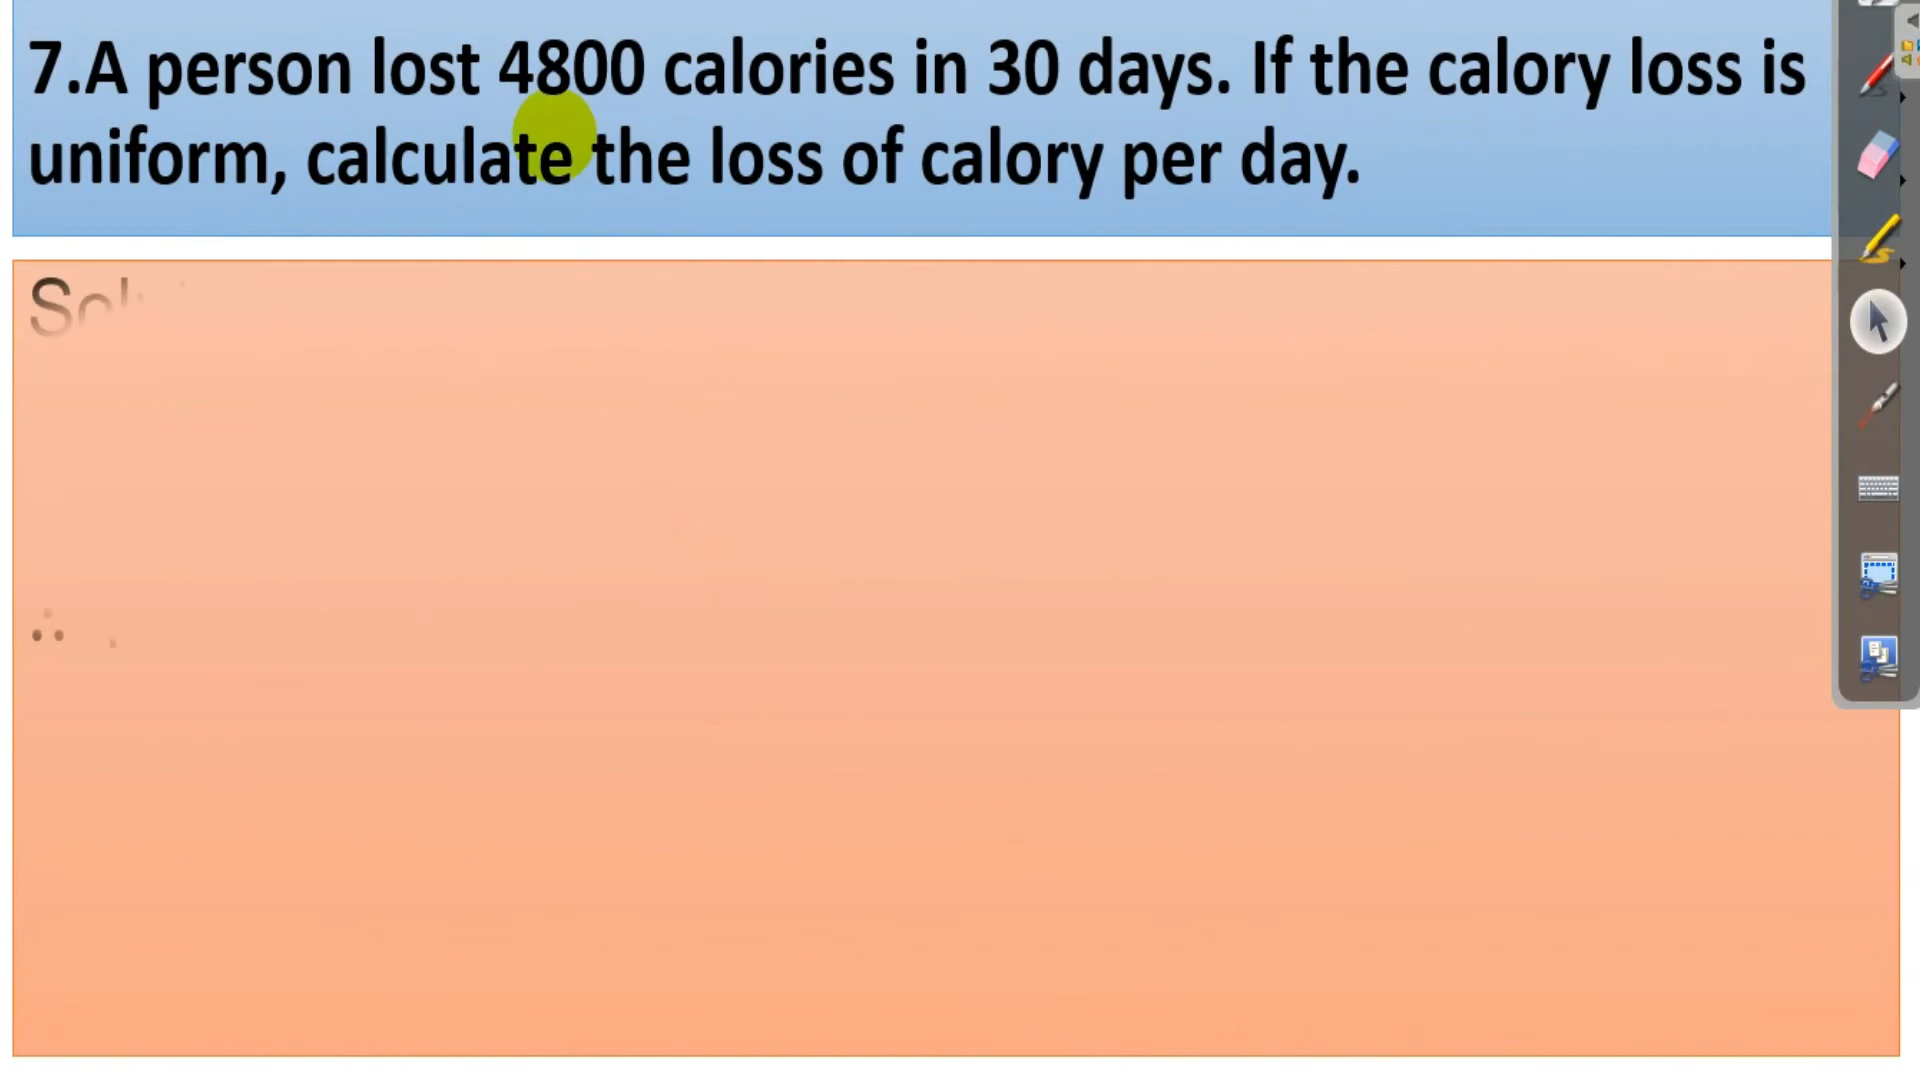 7.A person lost 4800 calories in 30 days. If the calory loss is
uniform, calculate the loss of calory per day.
∴